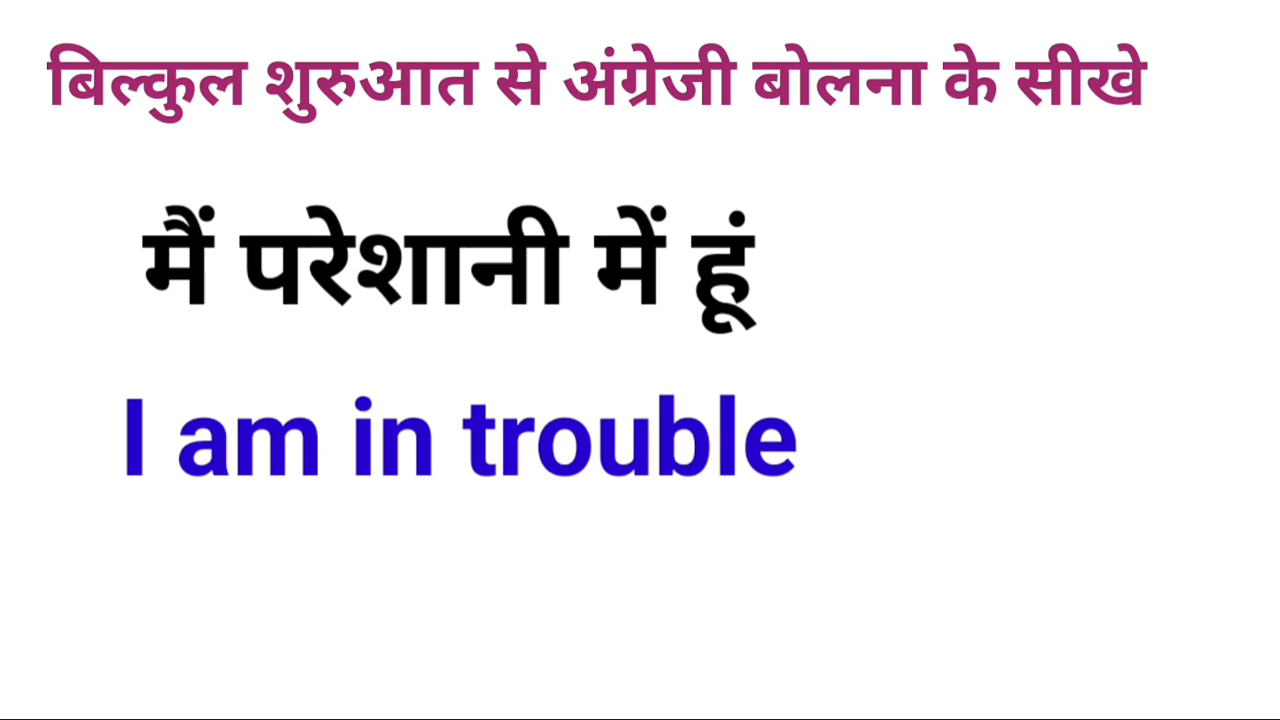 बिल्कुल शुरुआत से अंग्रेजी बोलना के सीखे
मैं परेशानी में हूं
I am in trouble